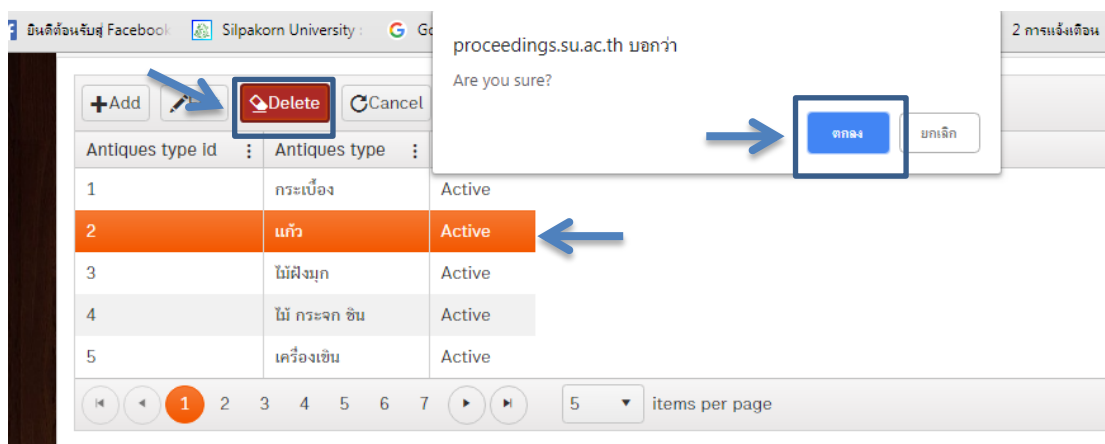 ยินดีต้อนรับสู่ Facebook Silpakorn University : Go 2 การแจ้งเตือน
proceedings.su.ac.th บอกว่า
Are you sure?
ตกลง ยกเลิก
Add Delete Cancel
Antiques type id Antiques type
1 กระเบื้อง Active
2 แก้ว Active
3 ไม้ฝังมุก Active
4 ไม้ กระจก ชิน Active
5 เครื่องเขิน Active
1 2 3 4 5 6 7 5 items per page